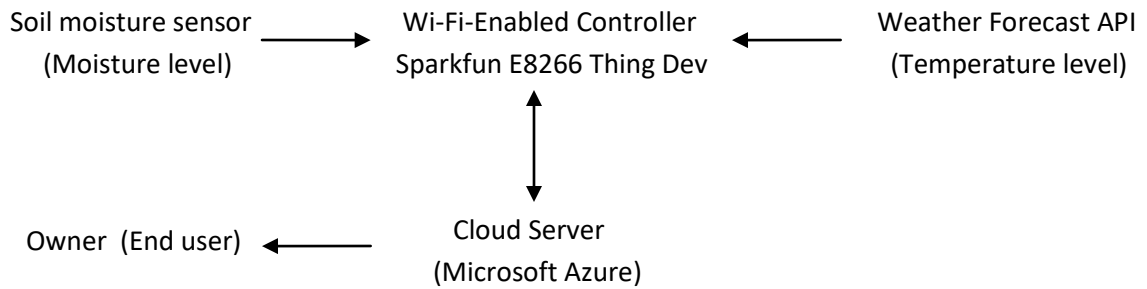 Soil moisture sensor
(Moisture level)
Wi-Fi-Enabled Controller
Sparkfun E8266 Thing Dev
Weather Forecast API
(Temperature level)
Owner (End user)
Cloud Server
(Microsoft Azure)